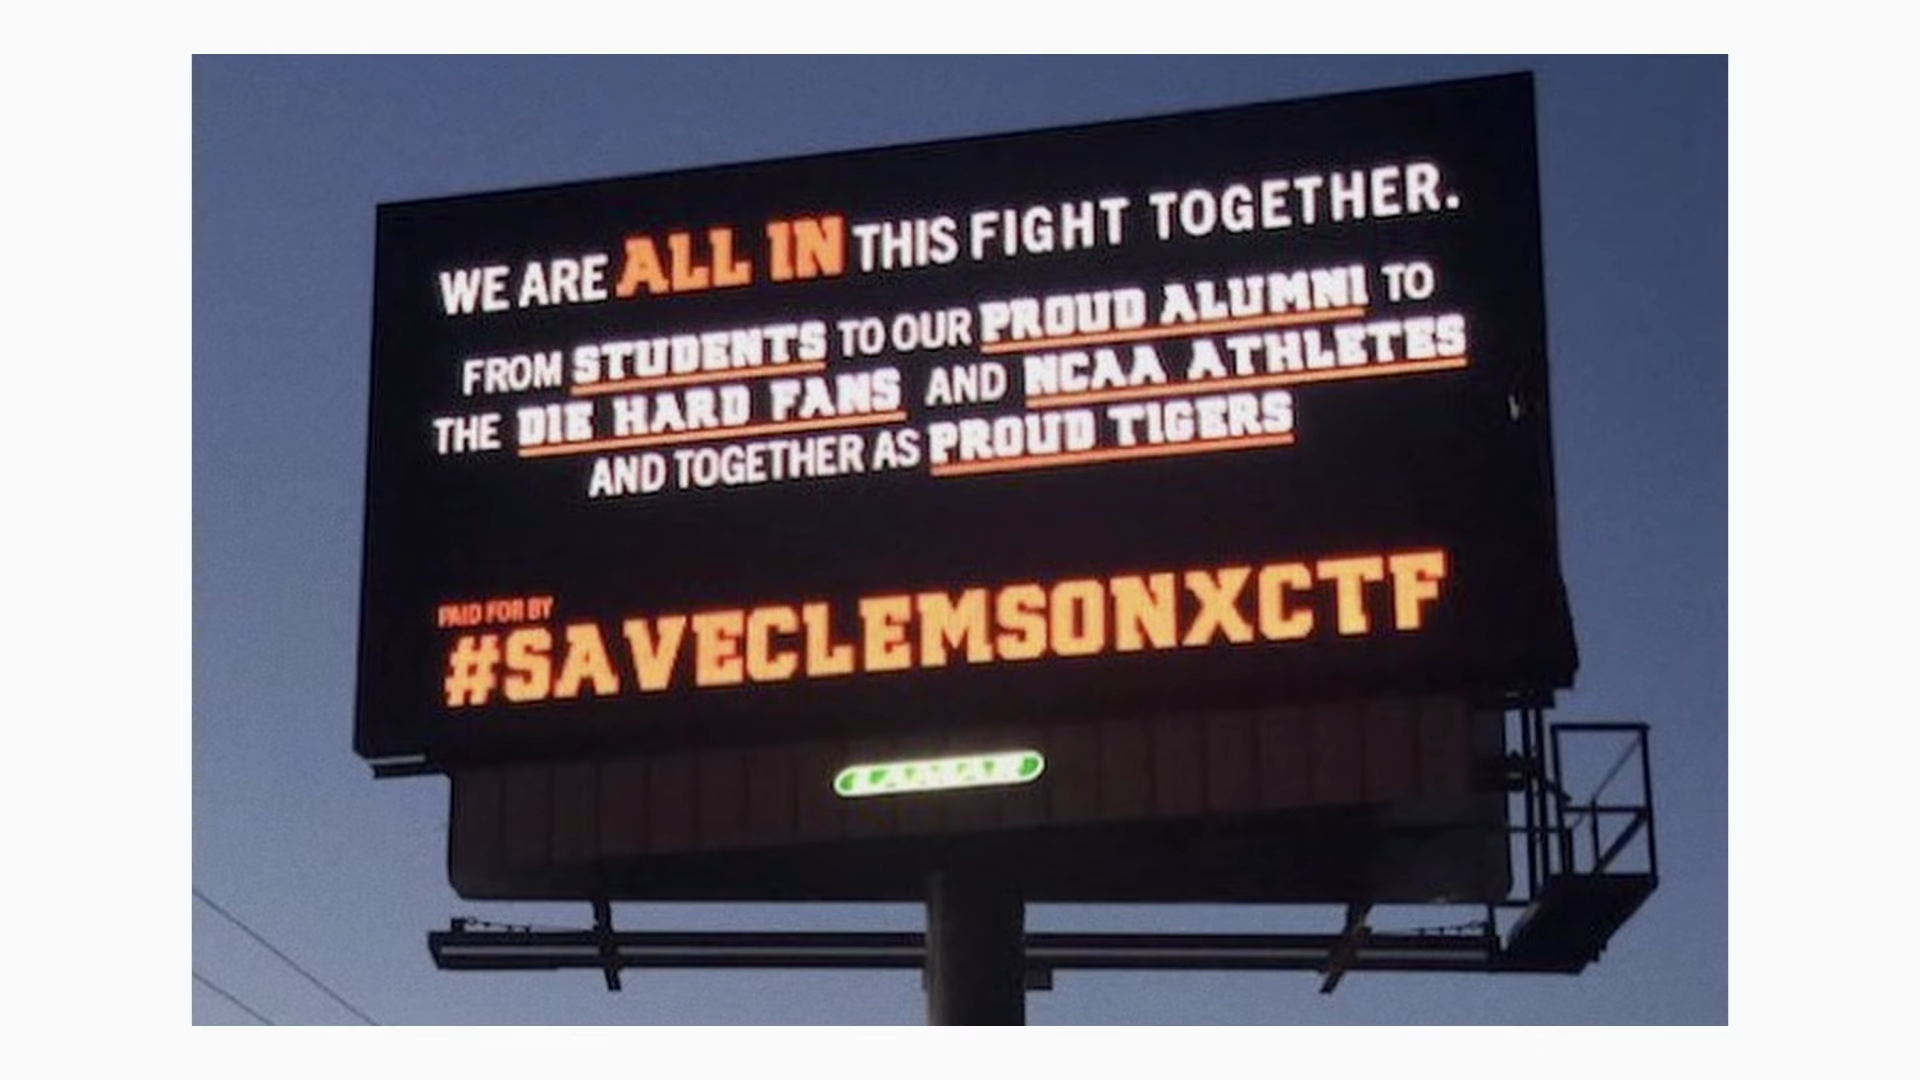 WE ARE ALL IN THIS FIGHT TOGETHER.
FROM STUDENTS TO OUR PROUD ALUMNI TO
THE DIE HARD FANS AND NCAA ATHLETES
AND TOGETHER AS PROUD TIGERS
PAID FOR BY
#SAVECLEMSONXCTF